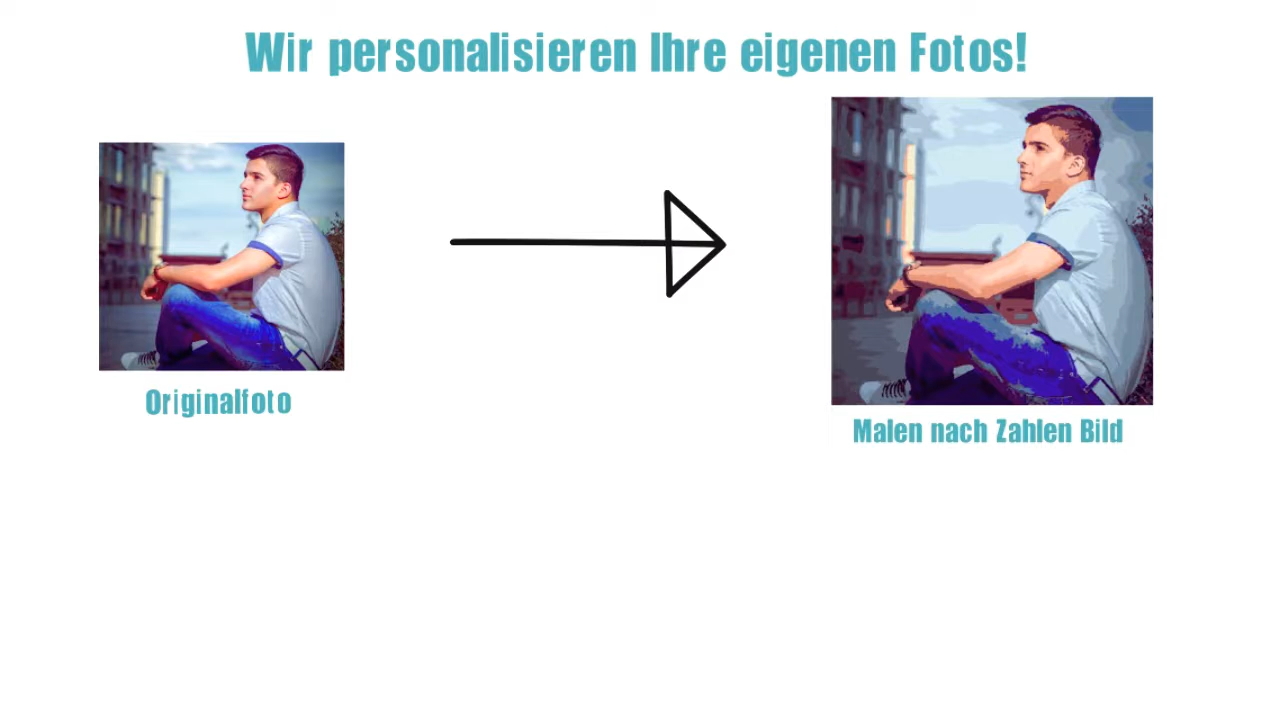 Wir personalisieren Ihre eigenen Fotos!
Originalfoto
Malen nach Zahlen Bild